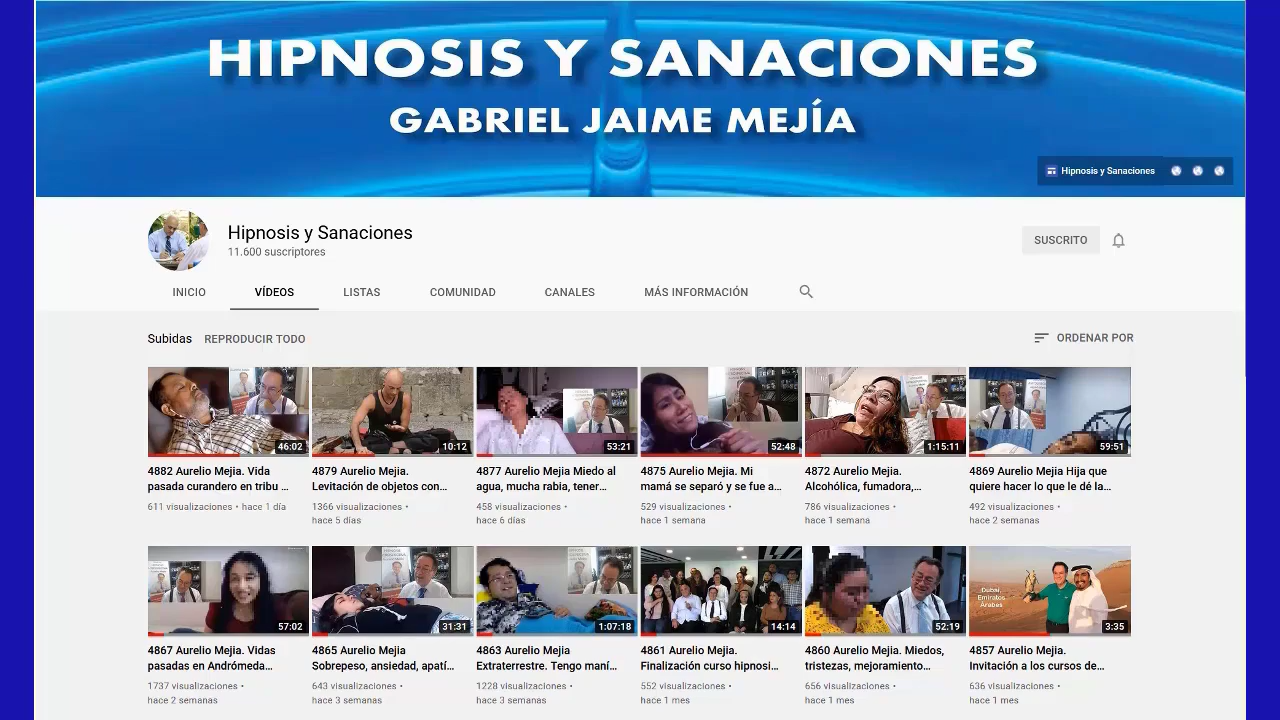 HIPNOSIS Y SANACIONES
GABRIEL JAIME MEJÍA
Hipnosis y Sanaciones
Hipnosis y Sanaciones
11.600 suscriptores
SUSCRITO
INICIO VÍDEOS LISTAS COMUNIDAD CANALES MÁS INFORMACIÓN
Subidas REPRODUCIR TODO ORDENAR POR
46:02
4882 Aurelio Mejia. Vida
pasada curandero en tribu ...
611 visualizaciones • hace 1 día
10:12
4879 Aurelio Mejia.
Levitación de objetos con...
1366 visualizaciones •
hace 5 días
53:21
4877 Aurelio Mejia Miedo al
agua, mucha rabia, tener...
458 visualizaciones •
hace 6 días
52:48
4875 Aurelio Mejia. Mi
mamá se separó y se fue a...
529 visualizaciones •
hace 1 semana
1:15:11
4872 Aurelio Mejia.
Alcohólica, fumadora,...
786 visualizaciones •
hace 1 semana
59:51
4869 Aurelio Mejia Hija que
quiere hacer lo que le dé la...
492 visualizaciones •
hace 2 semanas
57:02
4867 Aurelio Mejia. Vidas
pasadas en Andrómeda...
1737 visualizaciones •
hace 2 semanas
31:31
4865 Aurelio Mejia
Sobrepeso, ansiedad, apatí...
643 visualizaciones •
hace 3 semanas
1:07:18
4863 Aurelio Mejia
Extraterrestre. Tengo maní...
1228 visualizaciones •
hace 3 semanas
14:14
4861 Aurelio Mejia.
Finalización curso hipnosi...
552 visualizaciones •
hace 1 mes
52:19
4860 Aurelio Mejia. Miedos,
tristezas, mejoramiento...
656 visualizaciones •
hace 1 mes
Dubai,
Emiratos
Arabes
3:35
4857 Aurelio Mejia.
Invitación a los cursos de...
636 visualizaciones •
hace 1 mes